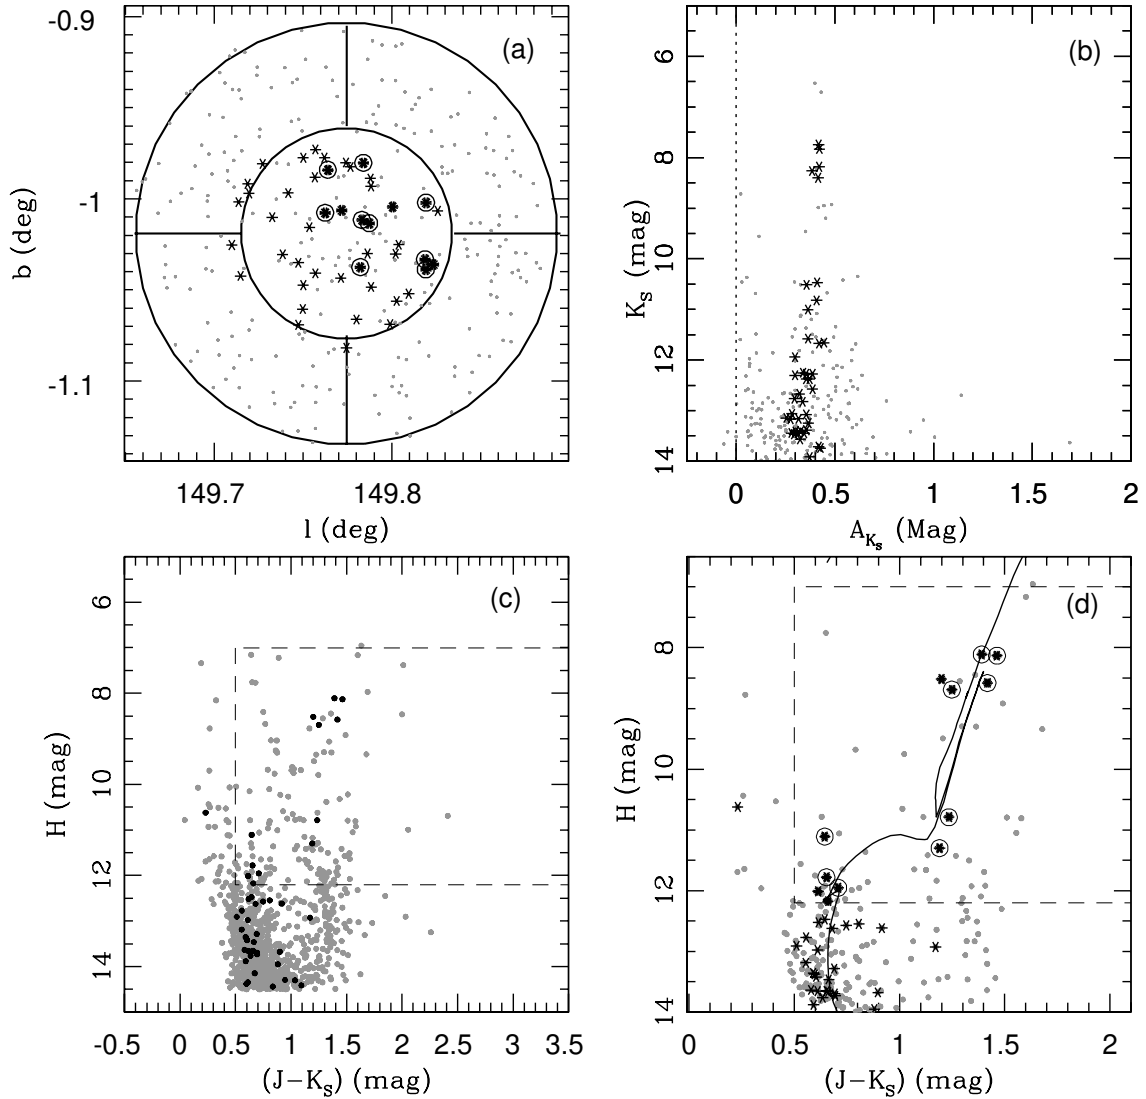 (a)
-0.9
-1
-1.1
b (deg)
149.7 149.8
l (deg)
(b)
6
8
10
12
14
K_S (mag)
0 0.5 1 1.5 2
A_{K_s} (Mag)
(c)
6
8
10
12
14
H (mag)
-0.5 0 0.5 1 1.5 2 2.5 3 3.5
(J−K_S) (mag)
(d)
8
10
12
14
H (mag)
0 0.5 1 1.5 2
(J−K_S) (mag)